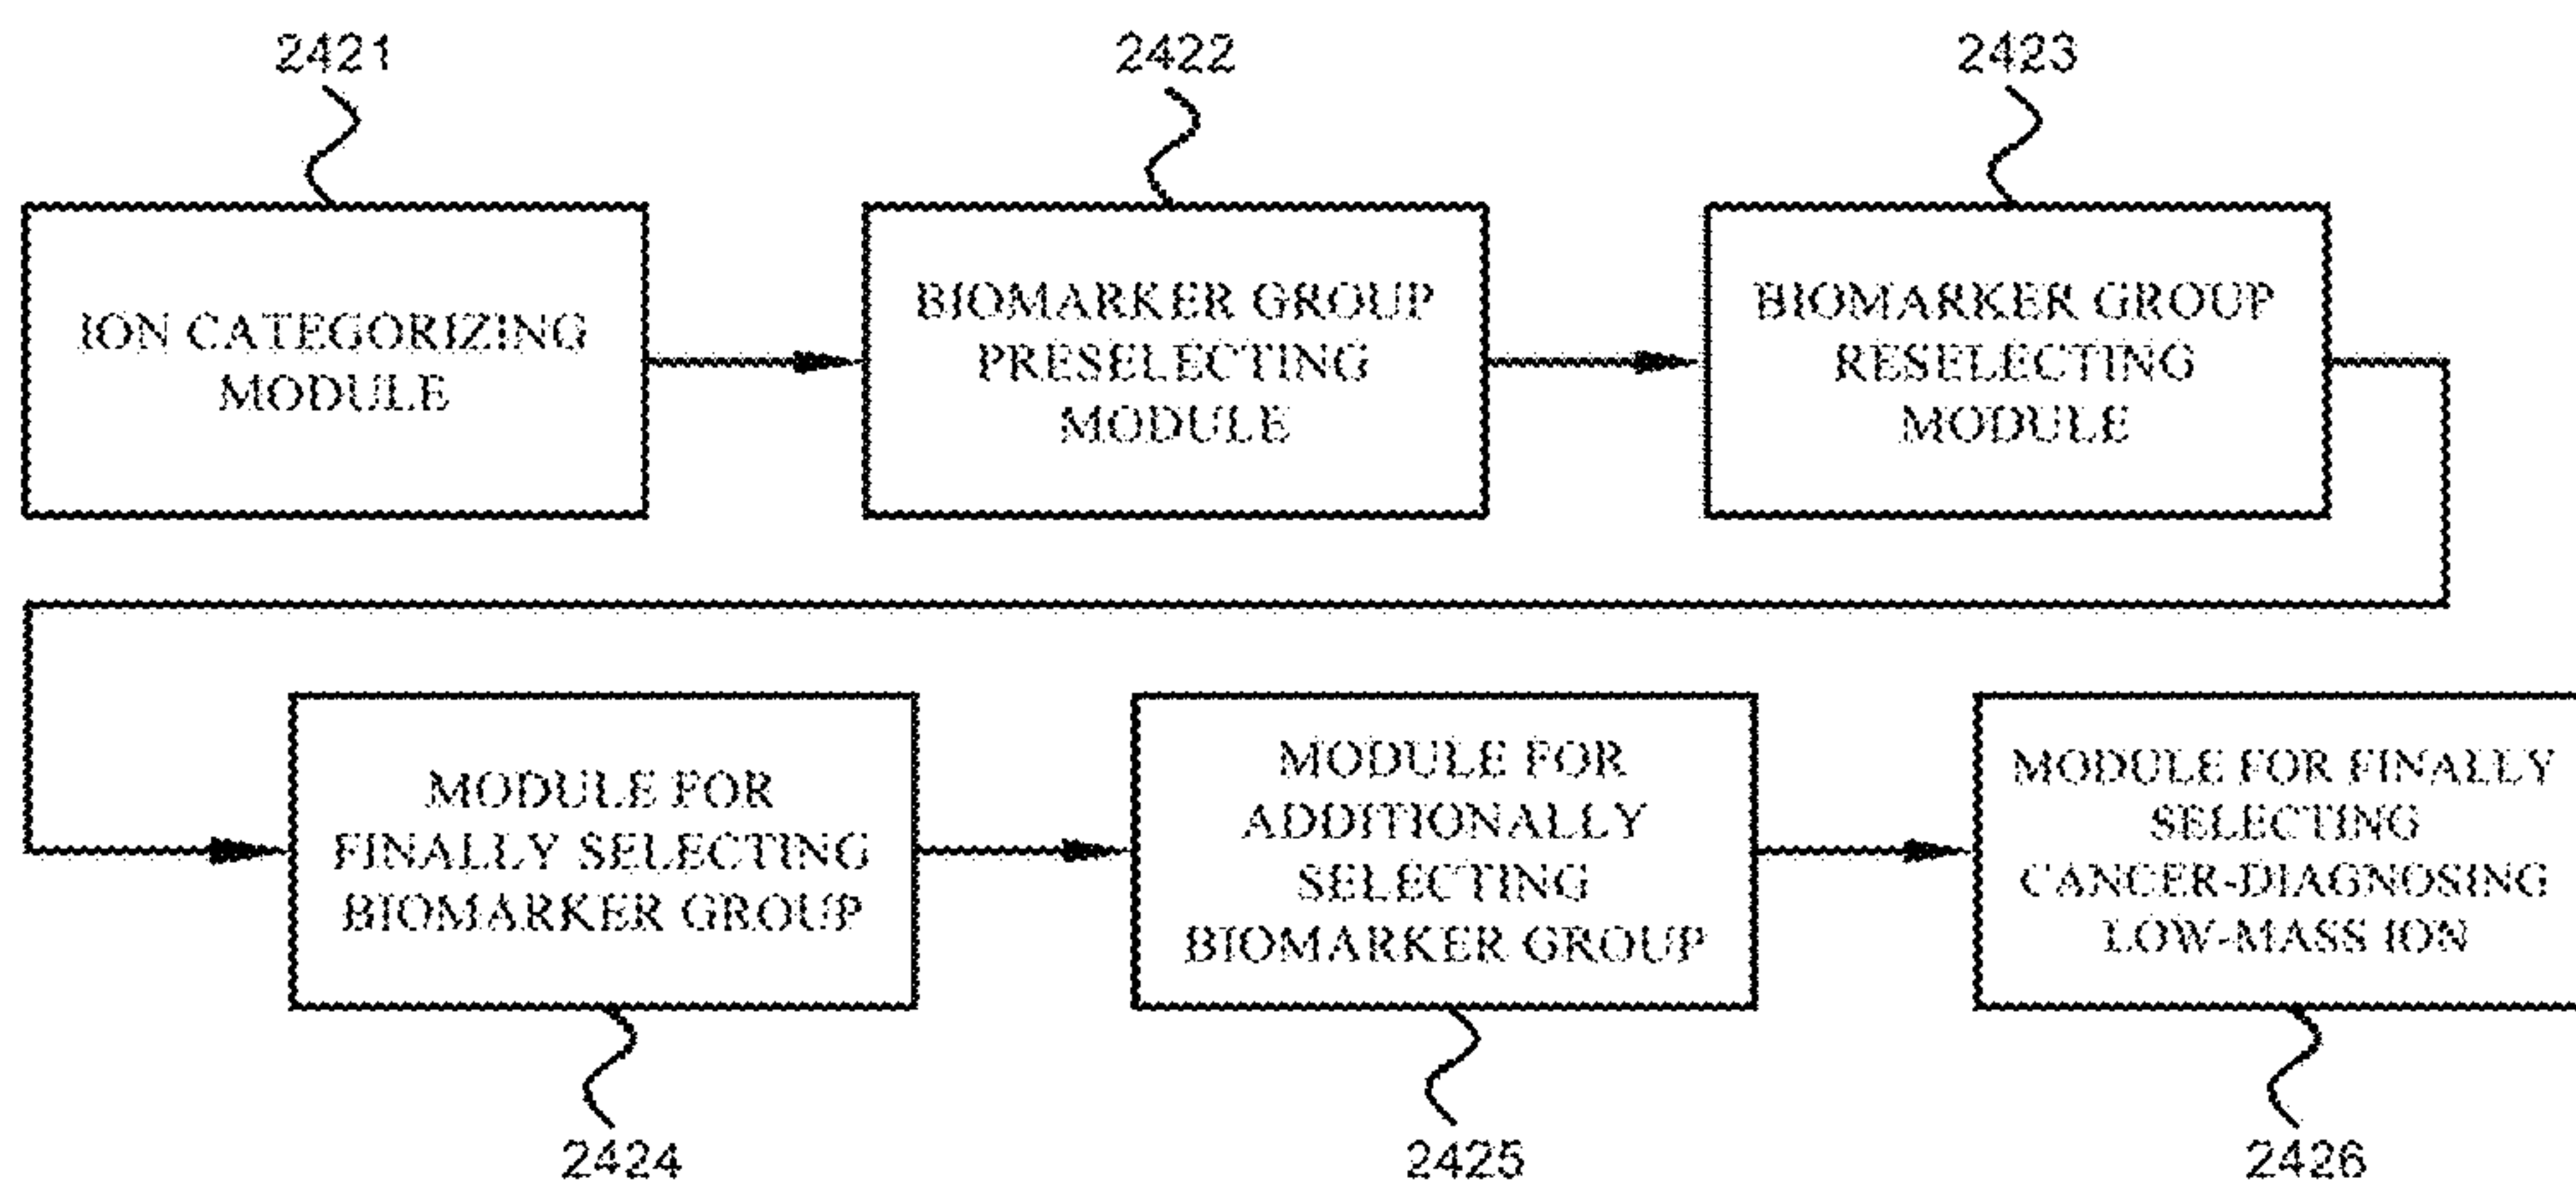 2421
2422
2423
ION CATEGORIZING
MODULE
BIOMARKER GROUP
PRESELECTING
MODULE
BIOMARKER GROUP
RESELECTING
MODULE
MODULE FOR
FINALLY SELECTING
BIOMARKER GROUP
MODULE FOR
ADDITIONALLY
SELECTING
BIOMARKER GROUP
MODULE FOR FINALLY
SELECTING
CANCER-DIAGNOSING
LOW-MASS ION
2424
2425
2426